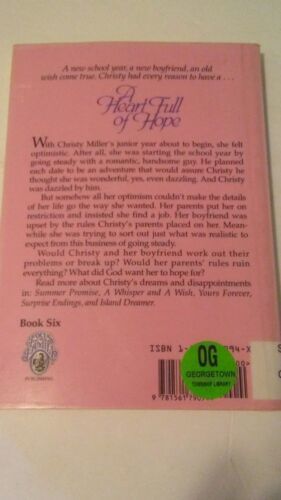 A new school year, a new boyfriend, an old
wish come true. Christy had every reason to have a . . .
A
Heart Full
of Hope
With Christy Miller's junior year about to begin, she felt
optimistic. After all, she was starting the school year by
going steady with a romantic, handsome guy. He planned
each date to be an adventure that would assure Christy he
thought she was wonderful, yes, even dazzling. And Christy
was dazzled by him.
But somehow all her optimism couldn't make the details
of her life go the way she wanted. Her parents put her on
restriction and insisted she find a job. Her boyfriend was
upset by the rules Christy's parents placed on her. Mean-
while she was trying to sort out just what was realistic to
expect from this business of going steady.
Would Christy and her boyfriend work out their
problems or break up? Would her parents' rules ruin
everything? What did God want her to hope for?
Read more about Christy's dreams and disappointments
in: Summer Promise, A Whisper and A Wish, Yours Forever,
Surprise Endings, and Island Dreamer.
Book Six
PUBLISHING
ISBN 1- 94-X
OG
GEORGETOWN
TOWNSHIP LIBRARY
9 781561 790